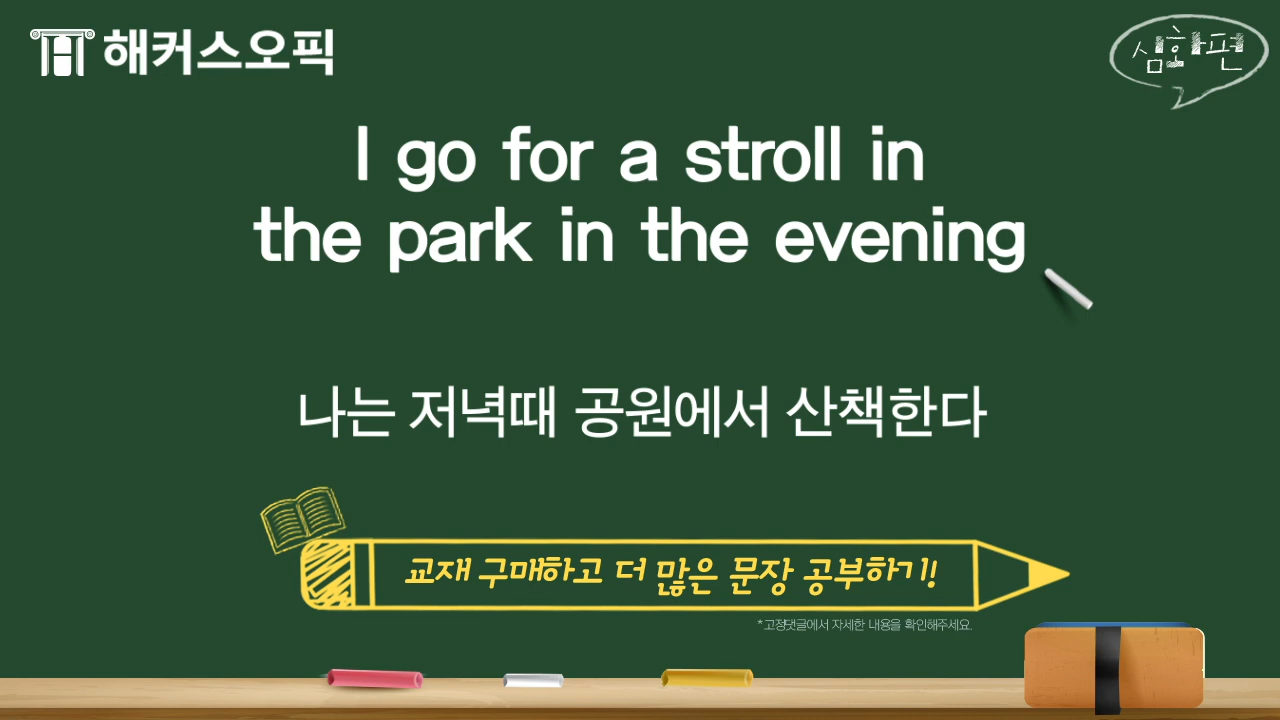 해커스오픽
심화편
I go for a stroll in
the park in the evening
나는 저녁때 공원에서 산책한다
교재 구매하고 더 많은 문장 공부하기!
*고정댓글에서 자세한 내용을 확인해주세요.